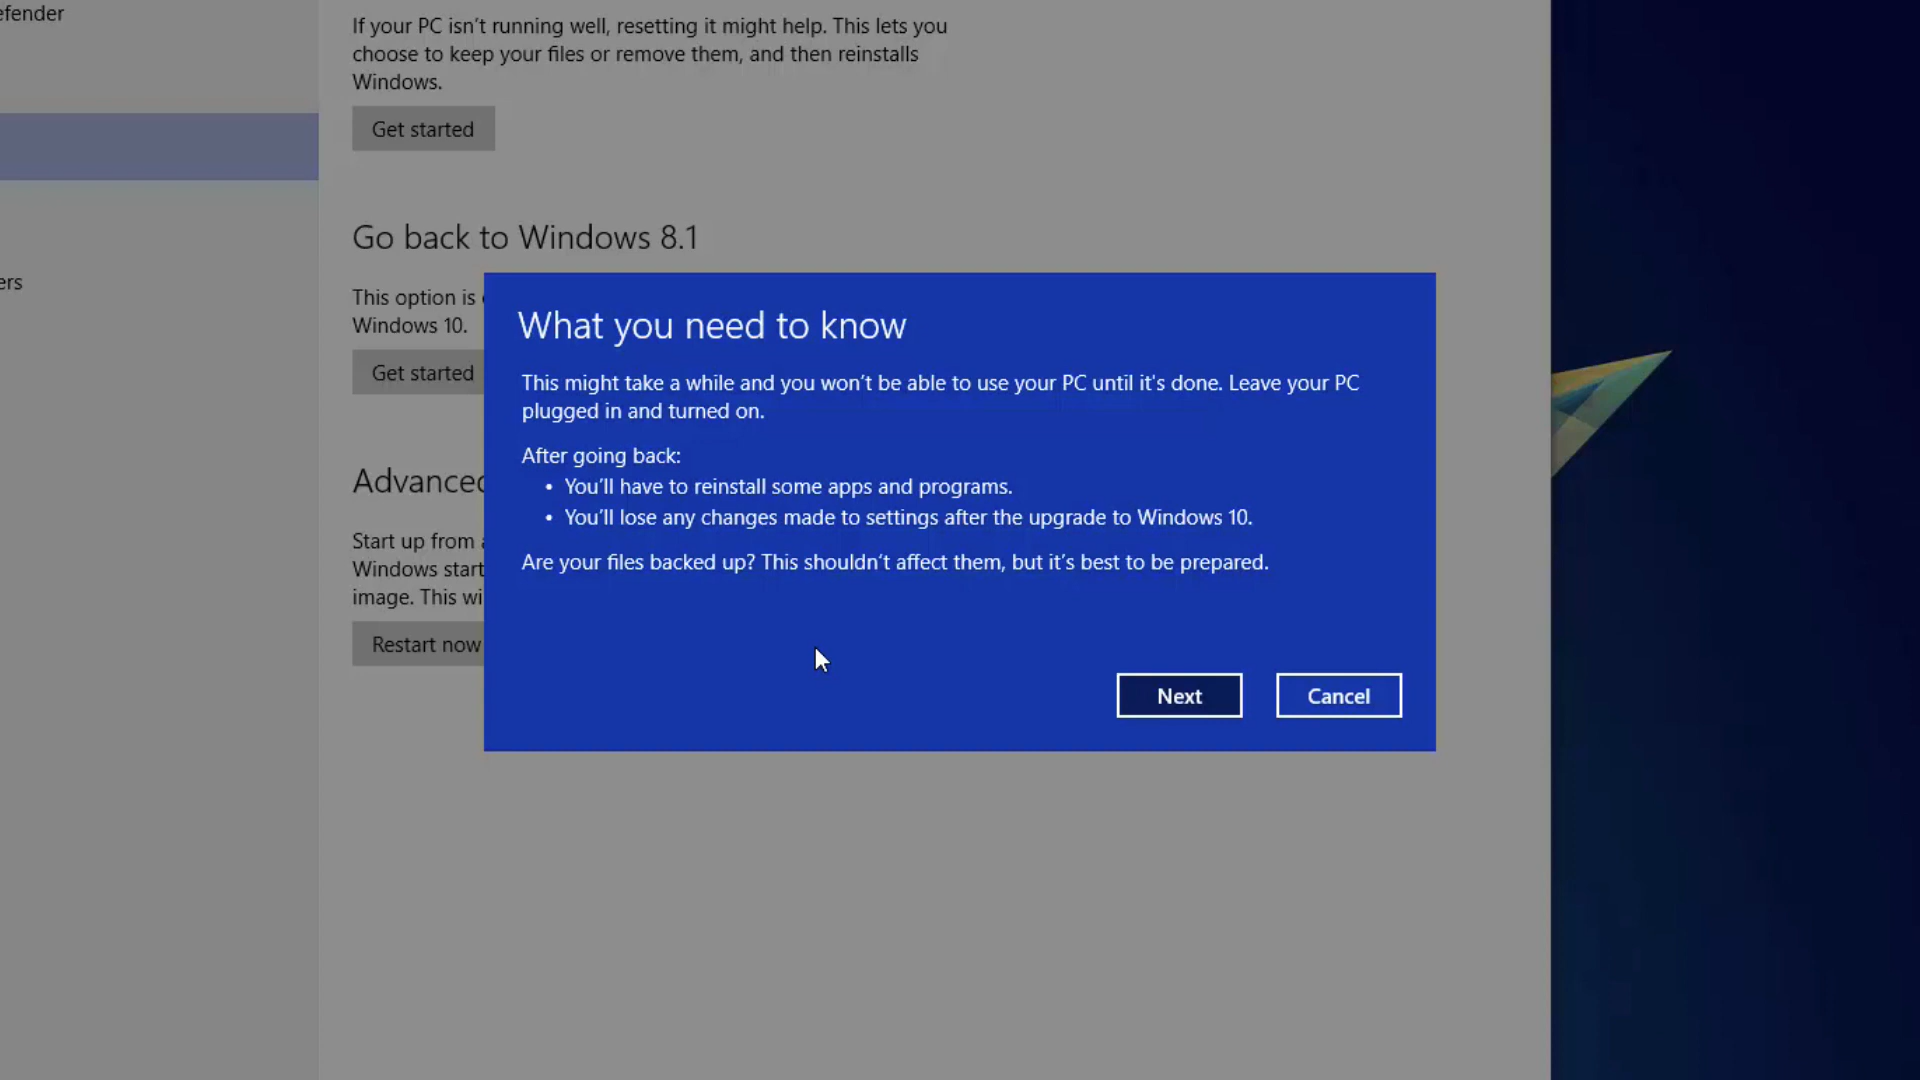 efender
If your PC isn't running well, resetting it might help. This lets you
choose to keep your files or remove them, and then reinstalls
Windows.
Get started
Go back to Windows 8.1
ers
This option is
Windows 10.
Get started
What you need to know
This might take a while and you won't be able to use your PC until it's done. Leave your PC
plugged in and turned on.
After going back:
• You'll have to reinstall some apps and programs.
• You'll lose any changes made to settings after the upgrade to Windows 10.
Are your files backed up? This shouldn't affect them, but it's best to be prepared.
Next
Cancel
Advanced
Start up from
Windows start
image. This wi
Restart now